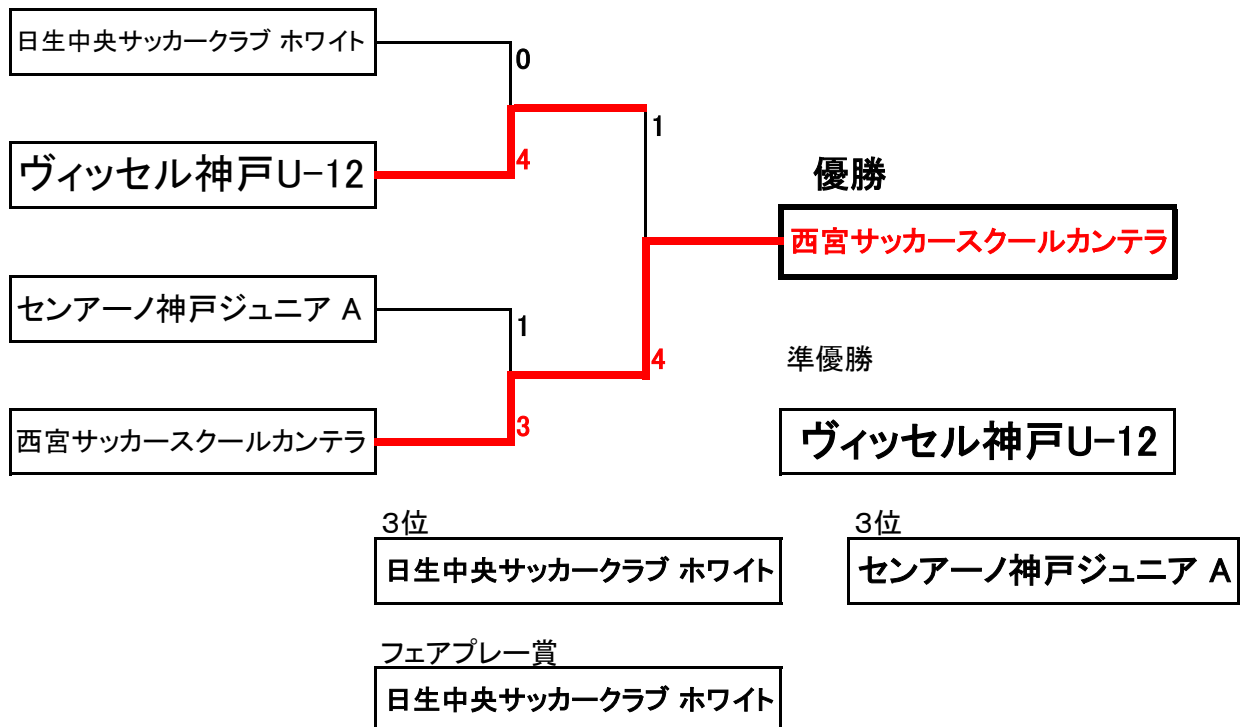 日生中央サッカークラブ ホワイト
0
ヴィッセル神戸U-12
4
1
優勝
西宮サッカースクールカンテラ
センアーノ神戸ジュニア A
1
4
準優勝
西宮サッカースクールカンテラ
3
ヴィッセル神戸U-12
３位
日生中央サッカークラブ ホワイト
３位
センアーノ神戸ジュニア A
フェアプレー賞
日生中央サッカークラブ ホワイト